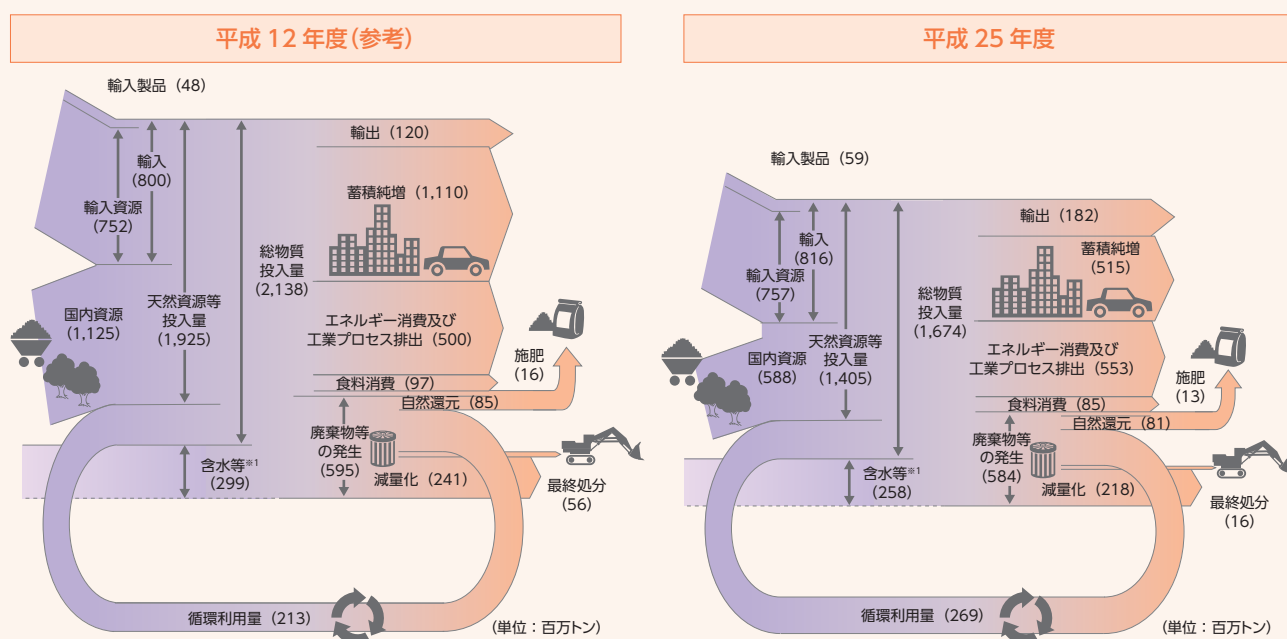 平成 12 年度(参考)
輸入製品 (48)
輸入
(800)
輸入資源
(752)
国内資源
(1,125)
天然資源等
投入量
(1,925)
総物質
投入量
(2,138)
輸出 (120)
蓄積純増 (1,110)
エネルギー消費及び
工業プロセス排出 (500)
食料消費 (97)
自然還元 (85)
施肥
(16)
廃棄物等
の発生
(595)
減量化 (241)
最終処分
(56)
含水等※1
(299)
循環利用量 (213)
(単位:百万トン)
平成 25 年度
輸入製品 (59)
輸入
(816)
輸入資源
(757)
国内資源
(588)
天然資源等
投入量
(1,405)
総物質
投入量
(1,674)
輸出 (182)
蓄積純増
(515)
エネルギー消費及び
工業プロセス排出 (553)
食料消費 (85)
自然還元 (81)
施肥
(13)
廃棄物等
の発生
(584)
減量化 (218)
最終処分
(16)
含水等※1
(258)
循環利用量 (269)
(単位:百万トン)